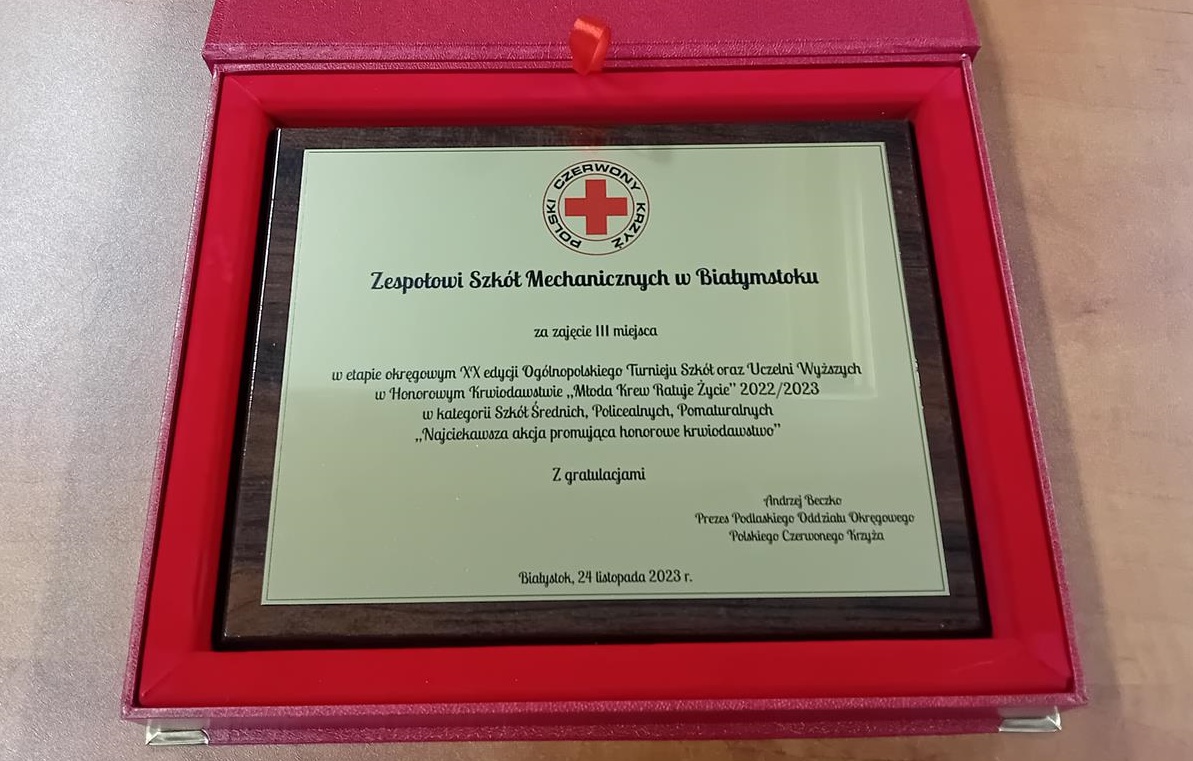 POLSKI CZERWONY KRZYŻ
Zespołowi Szkół Mechanicznych w Białymstoku
za zajęcie III miejsca
w etapie okręgowym XX edycji Ogólnopolskiego Turnieju Szkół oraz Uczelni Wyższych
w Honorowym Krwiodawstwie „Młoda Krew Ratuje Życie” 2022/2023
w kategorii Szkół Średnich, Policealnych, Pomaturalnych
„Najciekawsza akcja promująca honorowe krwiodawstwo”
Z gratulacjami
Andrzej Beczko
Prezes Podlaskiego Oddziału Okręgowego
Polskiego Czerwonego Krzyża
Białystok, 24 listopada 2023 r.